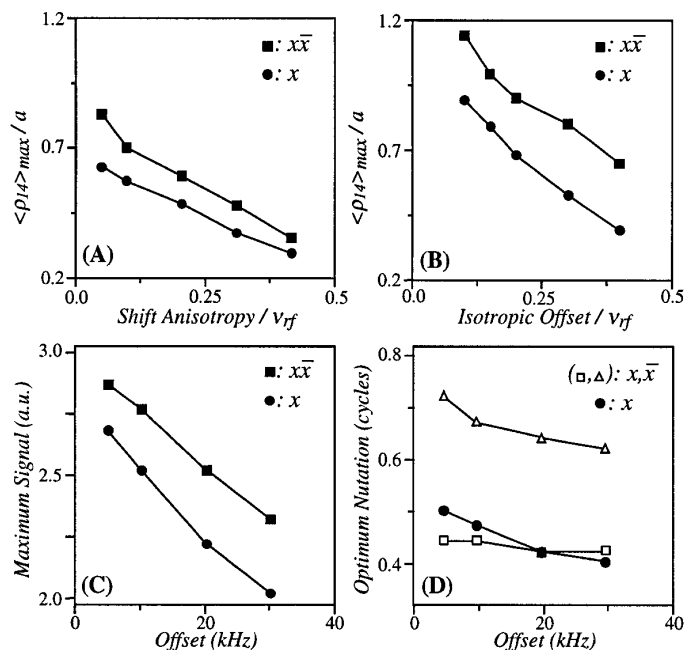 1.2
■: xx̅
●: x
<ρ14>max / a
0.7
(A)
0.2
0.0
0.25
0.5
Shift Anisotropy / νrf
1.2
■: xx̅
●: x
<ρ14>max / a
0.7
(B)
0.2
0.0
0.25
0.5
Isotropic Offset / νrf
3.0
■: xx̅
●: x
Maximum Signal (a.u.)
2.5
(C)
2.0
0
20
40
Offset (kHz)
0.8
(□,△): x,x̅
●: x
Optimum Nutation (cycles)
0.6
0.4
(D)
0
20
40
Offset (kHz)